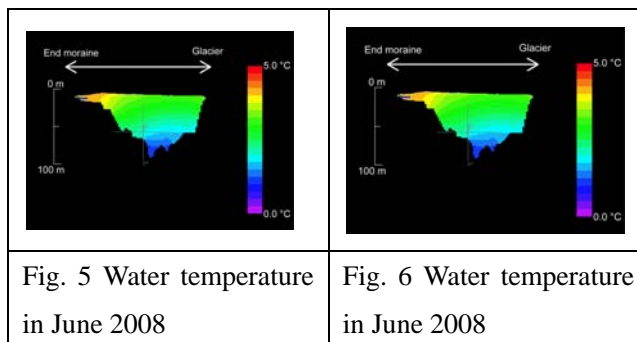 End moraine Glacier
5.0 °C
0 m
100 m
0.0 °C
End moraine Glacier
5.0 °C
0 m
100 m
0.0 °C
Fig. 5 Water temperature
in June 2008
Fig. 6 Water temperature
in June 2008